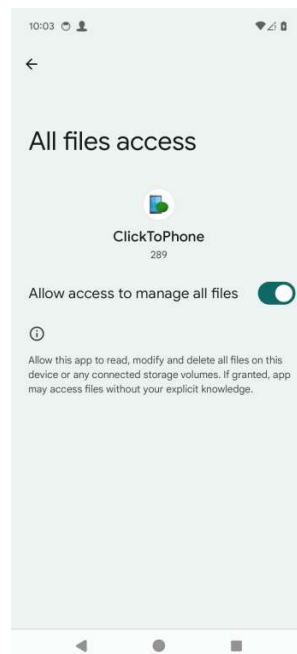 10:03
All files access
ClickToPhone
289
Allow access to manage all files
Allow this app to read, modify and delete all files on this
device or any connected storage volumes. If granted, app
may access files without your explicit knowledge.